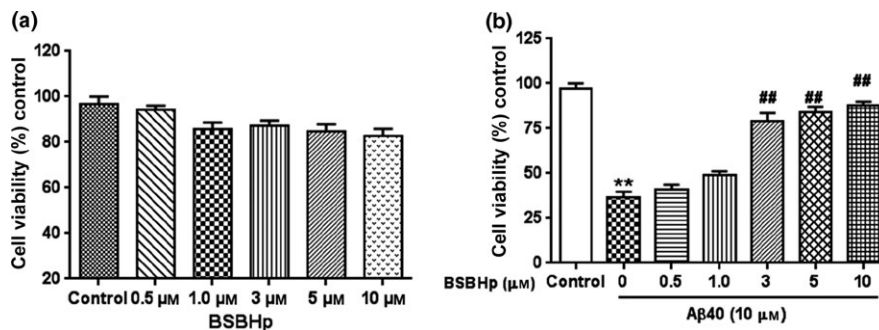 (a)
Cell viability (%) control
120
100
80
60
40
20
Control 0.5 μM 1.0 μM 3 μM 5 μM 10 μM
BSBHp
(b)
Cell viability (%) control
125
100
75
50
25
0
** ## ## ##
Control 0 0.5 1.0 3 5 10
BSBHp (μM)
Aβ40 (10 μM)